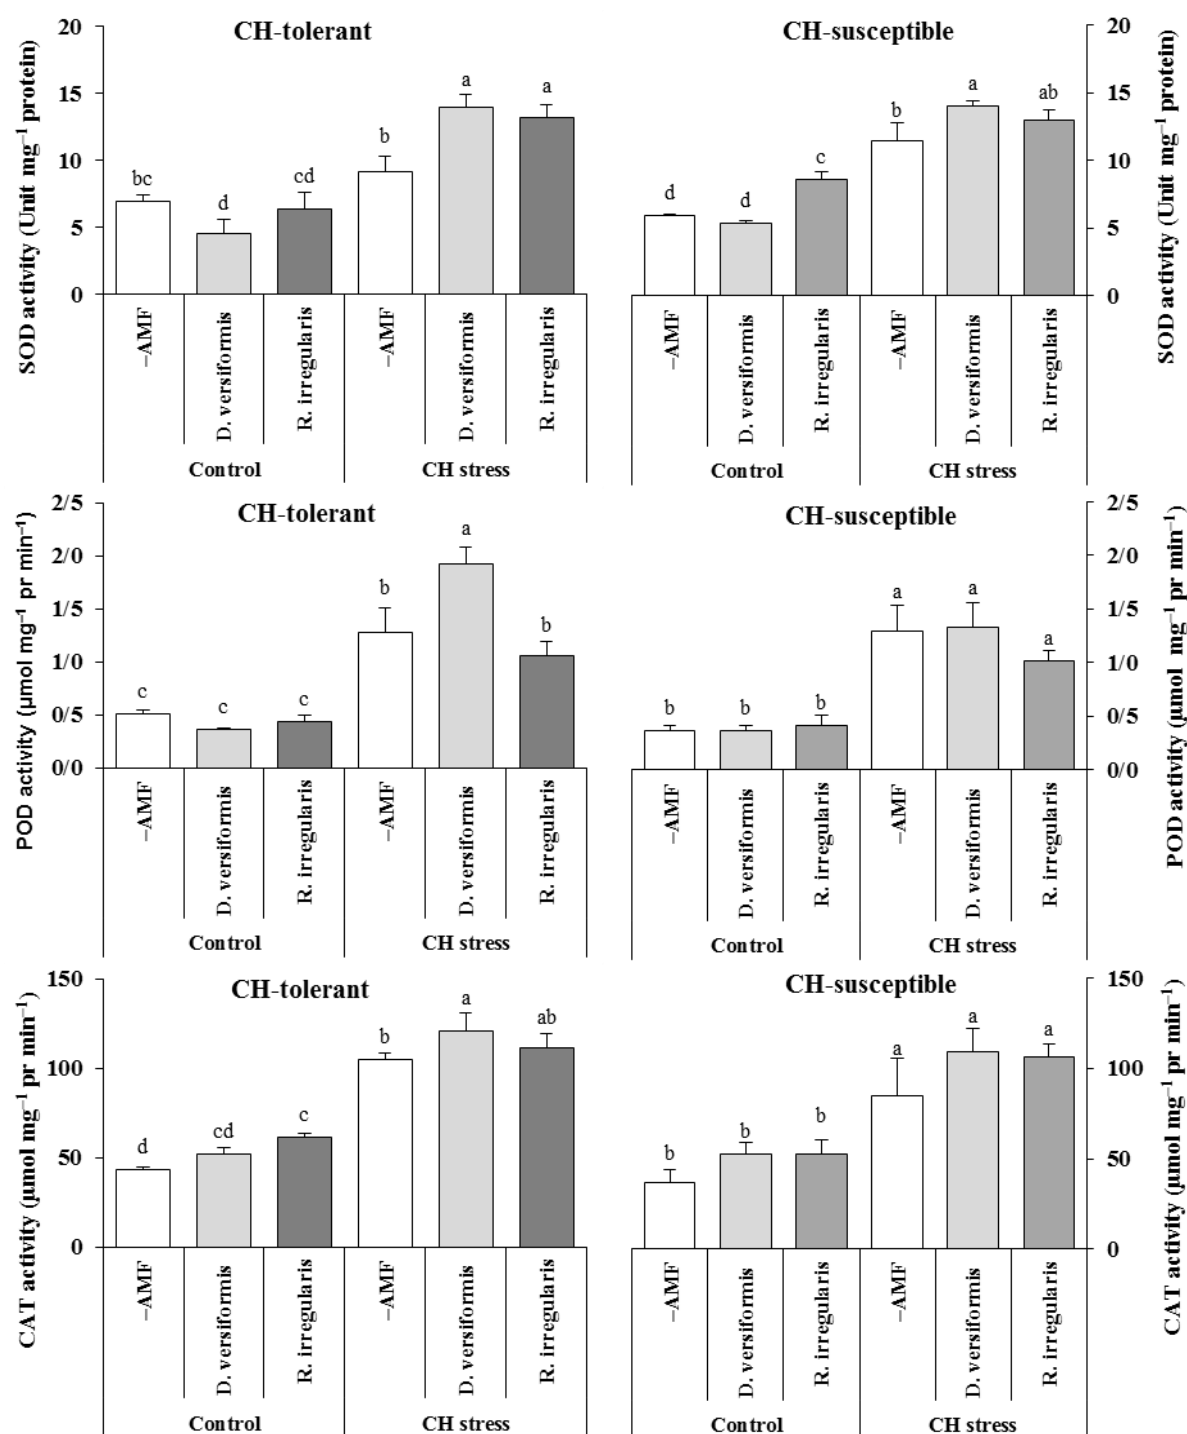 CH-tolerant
SOD activity (Unit mg⁻¹ protein)
20
15
10
5
0
bc
d
cd
b
a
a
–AMF
D. versiformis
R. irregularis
–AMF
D. versiformis
R. irregularis
Control
CH stress
CH-susceptible
SOD activity (Unit mg⁻¹ protein)
20
15
10
5
0
d
d
c
b
a
ab
–AMF
D. versiformis
R. irregularis
–AMF
D. versiformis
R. irregularis
Control
CH stress
CH-tolerant
POD activity (µmol mg⁻¹ pr min⁻¹)
2/5
2/0
1/5
1/0
0/5
0/0
c
c
c
b
a
b
–AMF
D. versiformis
R. irregularis
–AMF
D. versiformis
R. irregularis
Control
CH stress
CH-susceptible
POD activity (µmol mg⁻¹ pr min⁻¹)
2/5
2/0
1/5
1/0
0/5
0/0
b
b
b
a
a
a
–AMF
D. versiformis
R. irregularis
–AMF
D. versiformis
R. irregularis
Control
CH stress
CH-tolerant
CAT activity (µmol mg⁻¹ pr min⁻¹)
150
100
50
0
d
cd
c
b
a
ab
–AMF
D. versiformis
R. irregularis
–AMF
D. versiformis
R. irregularis
Control
CH stress
CH-susceptible
CAT activity (µmol mg⁻¹ pr min⁻¹)
150
100
50
0
b
b
b
a
a
a
–AMF
D. versiformis
R. irregularis
–AMF
D. versiformis
R. irregularis
Control
CH stress